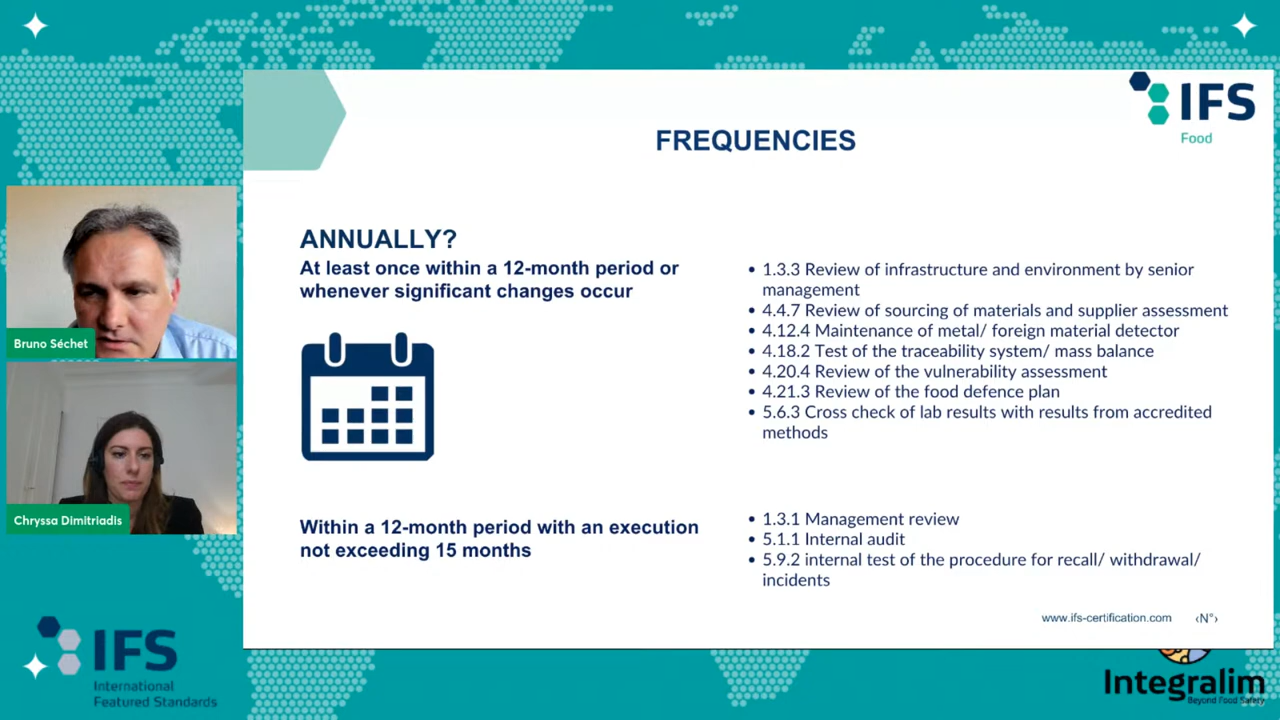 IFS
Food
FREQUENCIES
ANNUALLY?
At least once within a 12-month period or
whenever significant changes occur
• 1.3.3 Review of infrastructure and environment by senior
management
• 4.4.7 Review of sourcing of materials and supplier assessment
• 4.12.4 Maintenance of metal/ foreign material detector
• 4.18.2 Test of the traceability system/ mass balance
• 4.20.4 Review of the vulnerability assessment
• 4.21.3 Review of the food defence plan
• 5.6.3 Cross check of lab results with results from accredited
methods
Within a 12-month period with an execution
not exceeding 15 months
• 1.3.1 Management review
• 5.1.1 Internal audit
• 5.9.2 internal test of the procedure for recall/ withdrawal/
incidents
www.ifs-certification.com ‹N°›
Bruno Séchet
Chryssa Dimitriadis
IFS
International
Featured Standards
Integralim
Beyond Food Safety